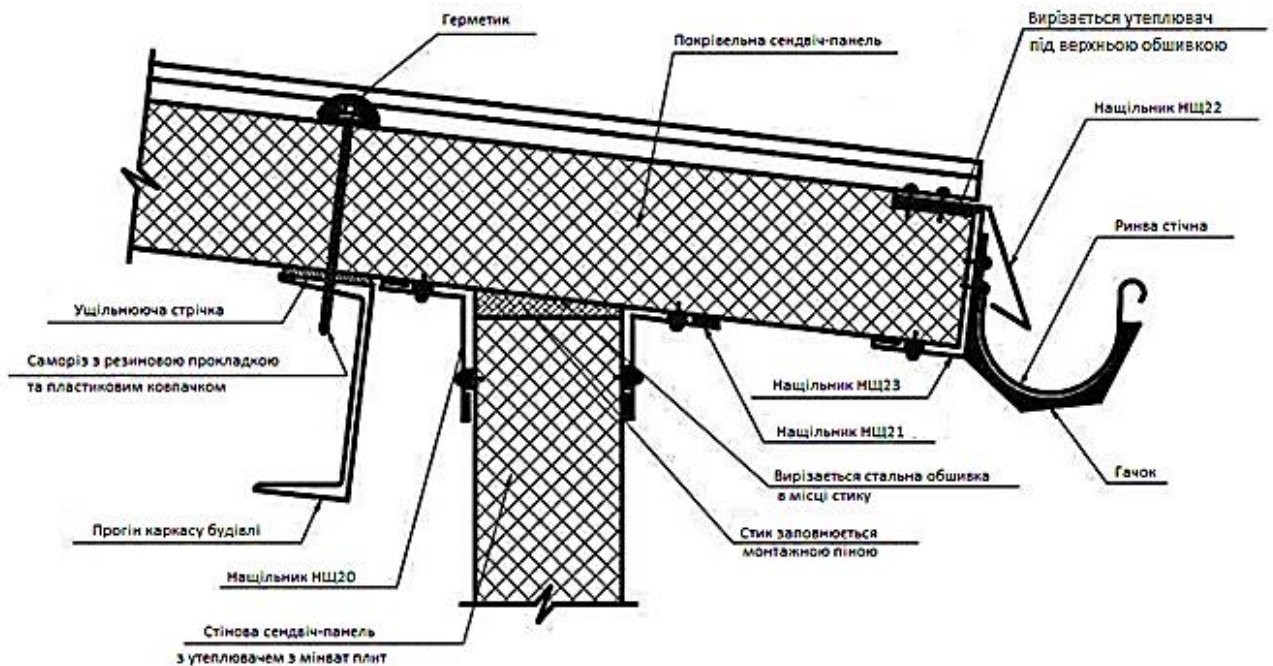 Герметик
Покрівельна сендвіч-панель
Вирізається утеплювач
під верхньою обшивкою
Нащільник НЩ22
Ринва стічна
Ущільнююча стрічка
Саморіз з резиновою прокладкою
та пластиковим ковпачком
Нащільник НЩ23
Нащільник НЩ21
Гачок
Вирізається стальна обшивка
в місці стику
Прогін каркасу будівлі
Стик заповнюється
монтажною піною
Нащільник НЩ20
Стінова сендвіч-панель
з утеплювачем з мінват плит